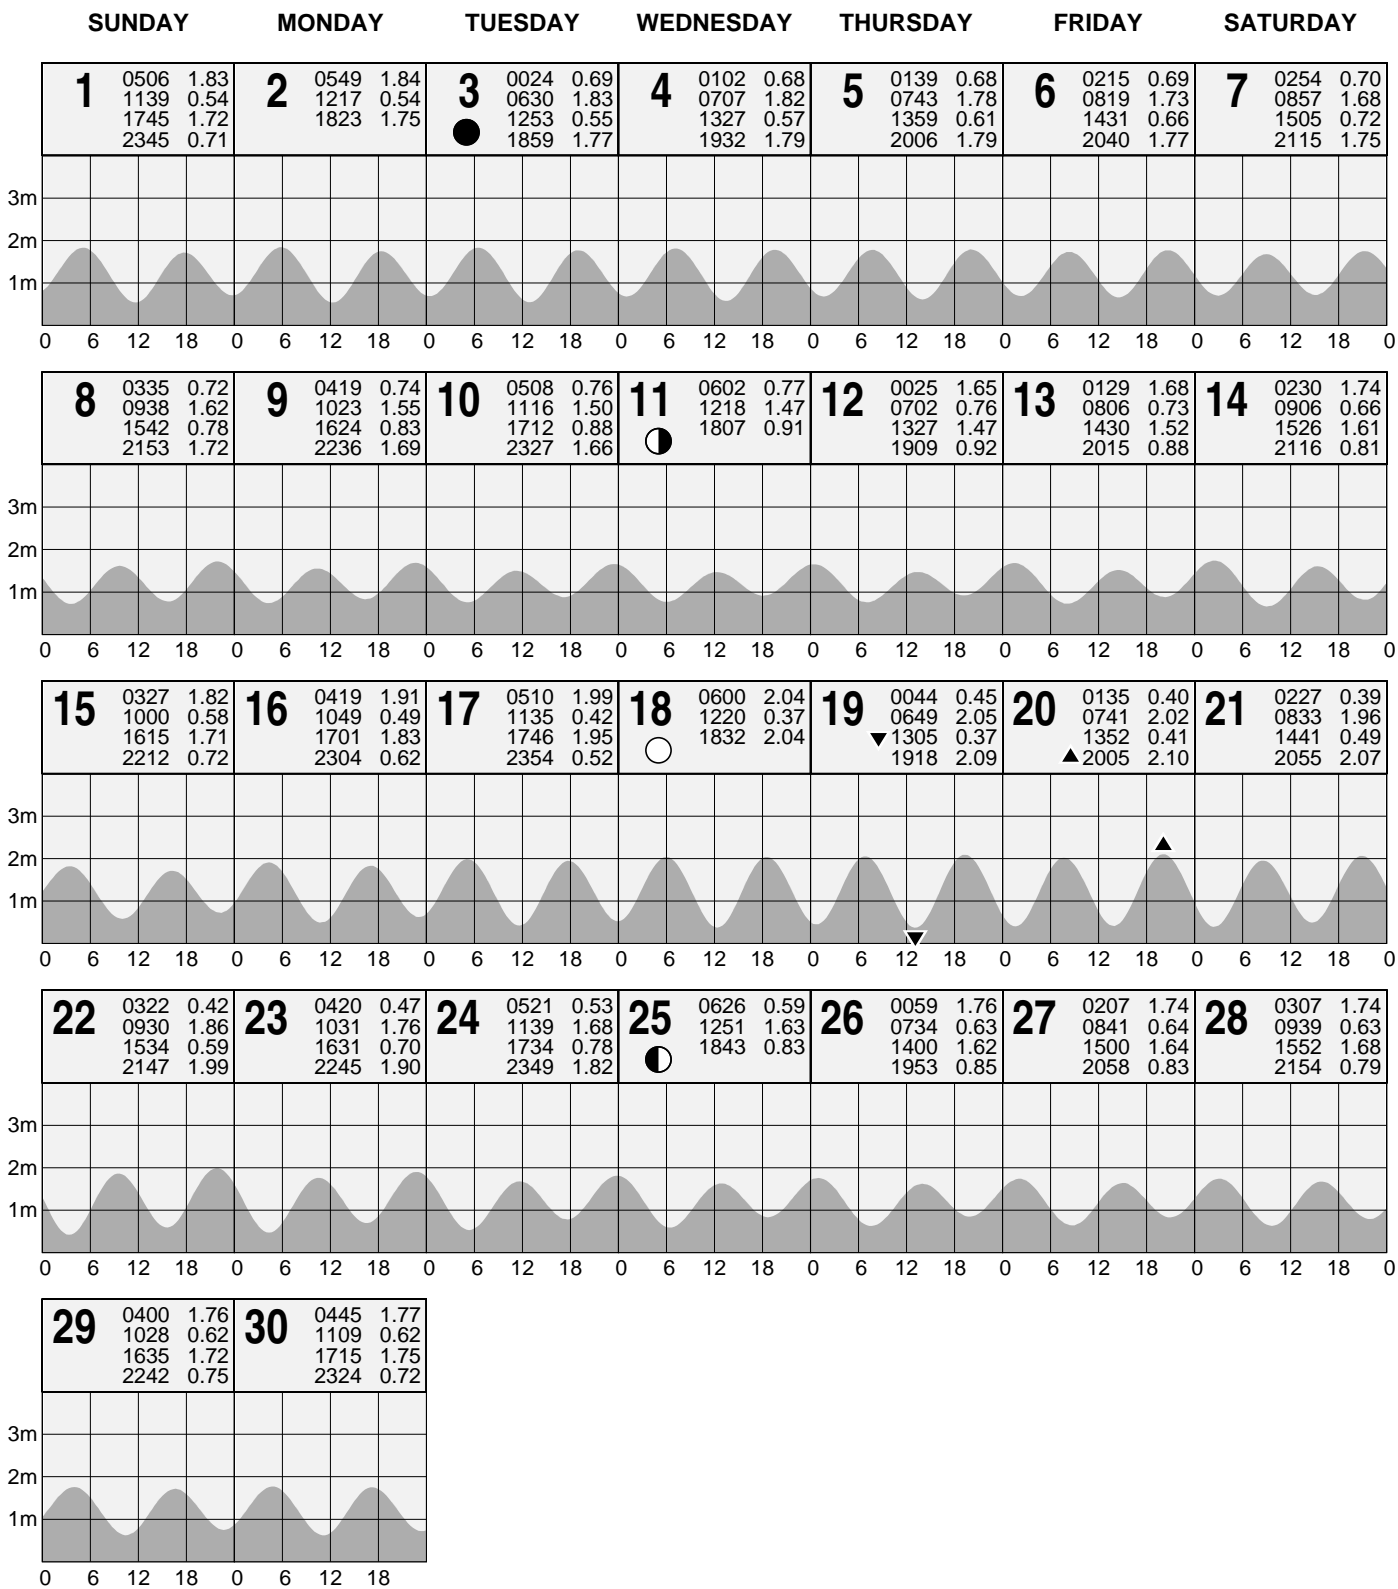 SUNDAY MONDAY TUESDAY WEDNESDAY THURSDAY FRIDAY SATURDAY
1 0506 1.83
1139 0.54
1745 1.72
2345 0.71
2 0549 1.84
1217 0.54
1823 1.75
3 0024 0.69
0630 1.83
1253 0.55
1859 1.77
4 0102 0.68
0707 1.82
1327 0.57
1932 1.79
5 0139 0.68
0743 1.78
1359 0.61
2006 1.79
6 0215 0.69
0819 1.73
1431 0.66
2040 1.77
7 0254 0.70
0857 1.68
1505 0.72
2115 1.75
3m
2m
1m
0 6 12 18 0 6 12 18 0 6 12 18 0 6 12 18 0 6 12 18 0 6 12 18 0 6 12 18 0
8 0335 0.72
0938 1.62
1542 0.78
2153 1.72
9 0419 0.74
1023 1.55
1624 0.83
2236 1.69
10 0508 0.76
1116 1.50
1712 0.88
2327 1.66
11 0602 0.77
1218 1.47
1807 0.91
12 0025 1.65
0702 0.76
1327 1.47
1909 0.92
13 0129 1.68
0806 0.73
1430 1.52
2015 0.88
14 0230 1.74
0906 0.66
1526 1.61
2116 0.81
3m
2m
1m
0 6 12 18 0 6 12 18 0 6 12 18 0 6 12 18 0 6 12 18 0 6 12 18 0 6 12 18 0
15 0327 1.82
1000 0.58
1615 1.71
2212 0.72
16 0419 1.91
1049 0.49
1701 1.83
2304 0.62
17 0510 1.99
1135 0.42
1746 1.95
2354 0.52
18 0600 2.04
1220 0.37
1832 2.04
19 0044 0.45
0649 2.05
1305 0.37
1918 2.09
20 0135 0.40
0741 2.02
1352 0.41
2005 2.10
21 0227 0.39
0833 1.96
1441 0.49
2055 2.07
3m
2m
1m
0 6 12 18 0 6 12 18 0 6 12 18 0 6 12 18 0 6 12 18 0 6 12 18 0 6 12 18 0
22 0322 0.42
0930 1.86
1534 0.59
2147 1.99
23 0420 0.47
1031 1.76
1631 0.70
2245 1.90
24 0521 0.53
1139 1.68
1734 0.78
2349 1.82
25 0626 0.59
1251 1.63
1843 0.83
26 0059 1.76
0734 0.63
1400 1.62
1953 0.85
27 0207 1.74
0841 0.64
1500 1.64
2058 0.83
28 0307 1.74
0939 0.63
1552 1.68
2154 0.79
3m
2m
1m
0 6 12 18 0 6 12 18 0 6 12 18 0 6 12 18 0 6 12 18 0 6 12 18 0 6 12 18 0
29 0400 1.76
1028 0.62
1635 1.72
2242 0.75
30 0445 1.77
1109 0.62
1715 1.75
2324 0.72
3m
2m
1m
0 6 12 18 0 6 12 18